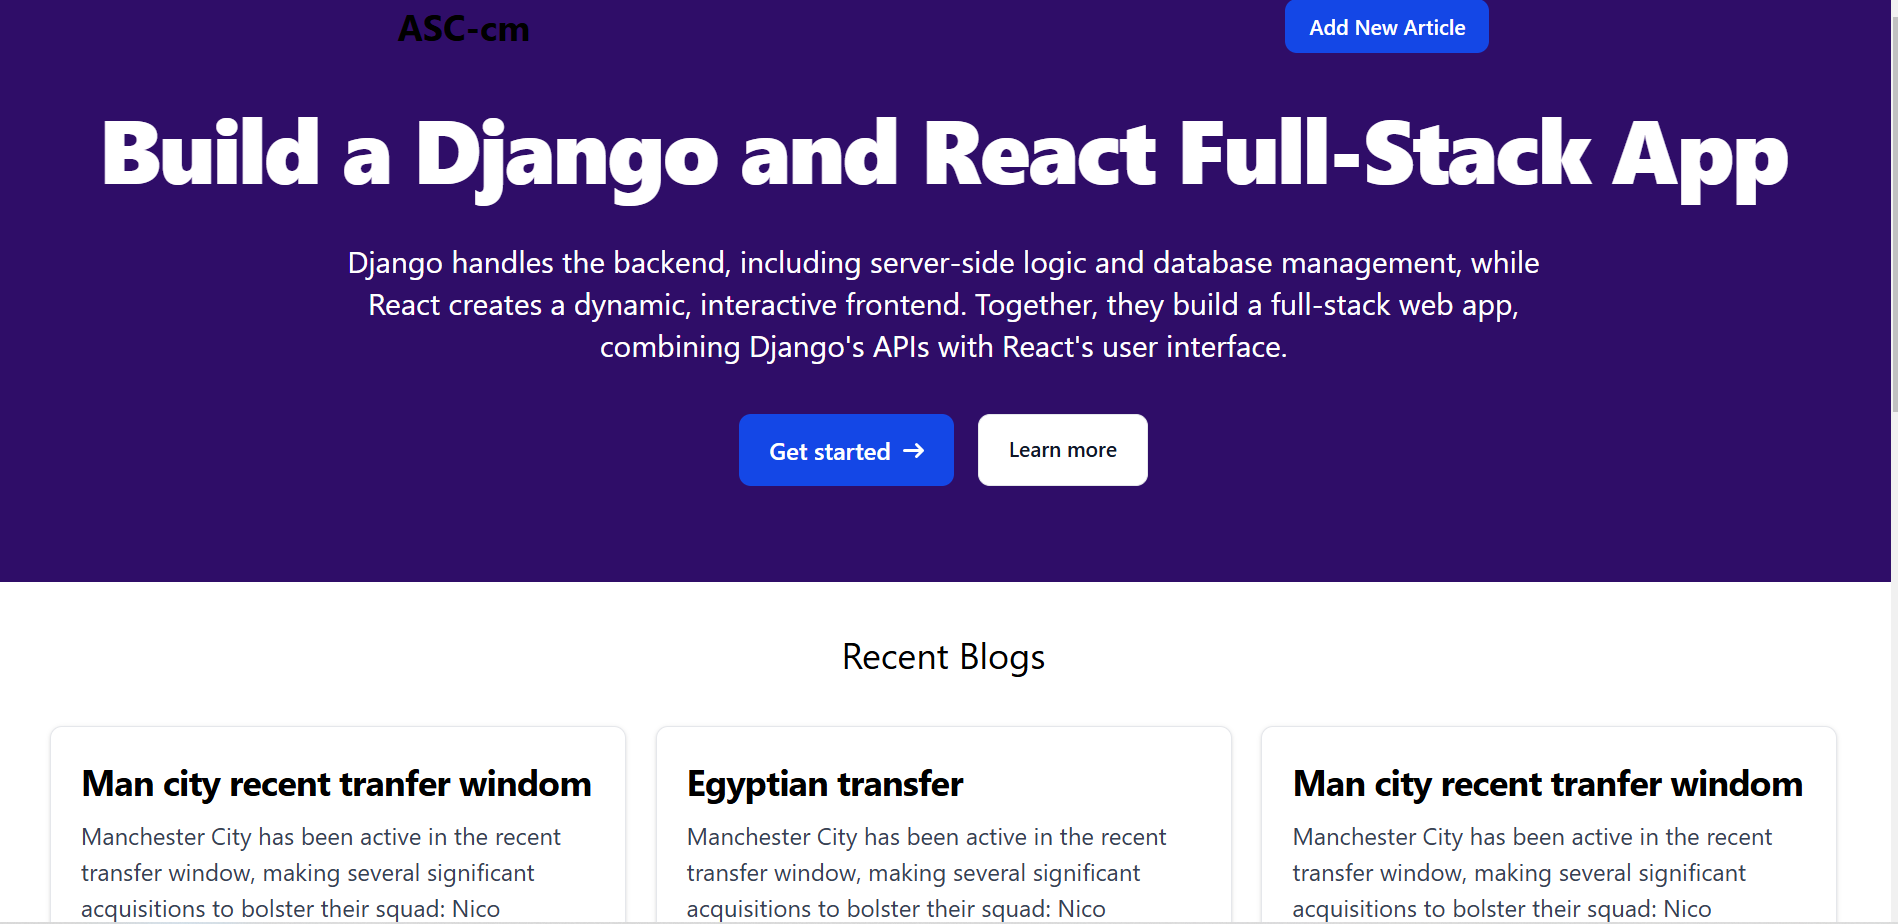 ASC-cm
Add New Article
Build a Django and React Full-Stack App
Django handles the backend, including server-side logic and database management, while
React creates a dynamic, interactive frontend. Together, they build a full-stack web app,
combining Django's APIs with React's user interface.
Get started →
Learn more
Recent Blogs
Man city recent tranfer windom
Manchester City has been active in the recent
transfer window, making several significant
acquisitions to bolster their squad: Nico
Egyptian transfer
Manchester City has been active in the recent
transfer window, making several significant
acquisitions to bolster their squad: Nico
Man city recent tranfer windom
Manchester City has been active in the recent
transfer window, making several significant
acquisitions to bolster their squad: Nico